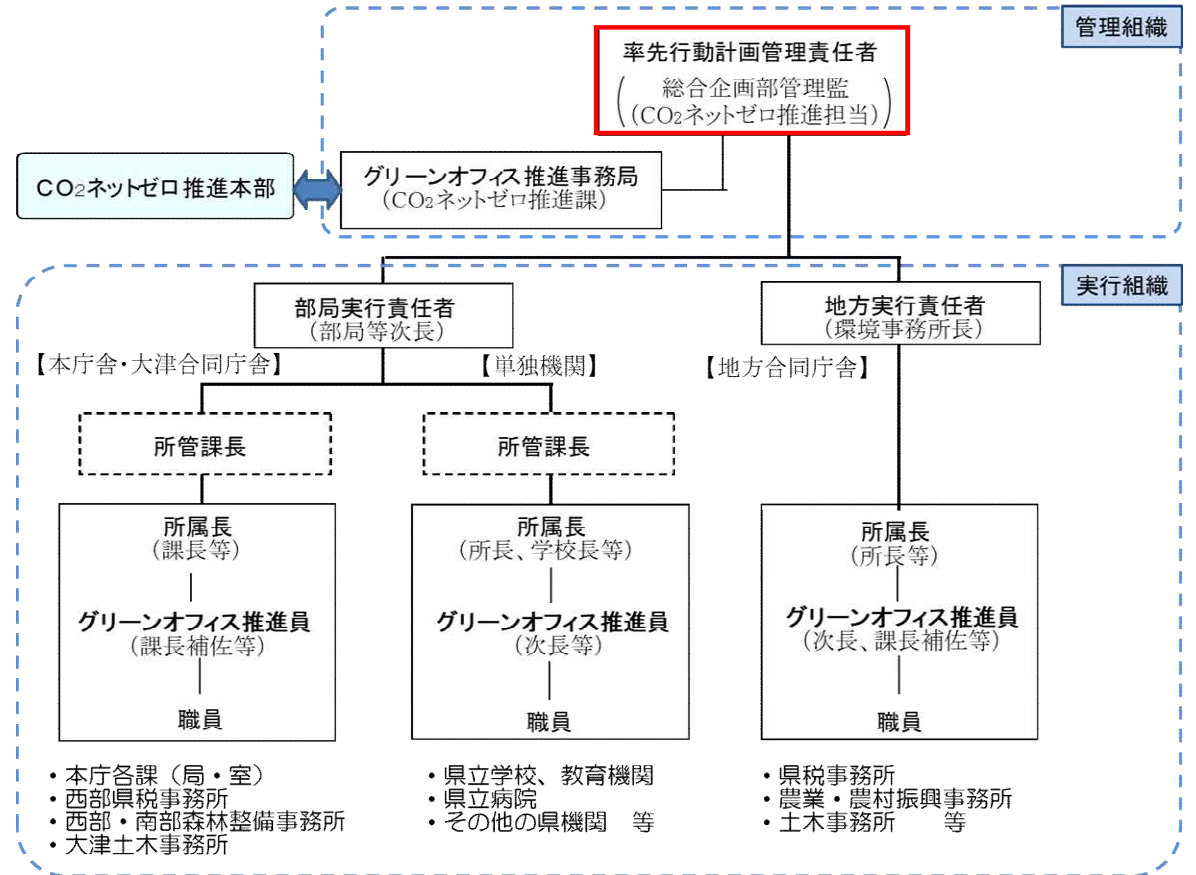 管理組織
率先行動計画管理責任者
総合企画部管理監
(CO2ネットゼロ推進担当)
CO2ネットゼロ推進本部
グリーンオフィス推進事務局
(CO2ネットゼロ推進課)
実行組織
部局実行責任者
(部局等次長)
地方実行責任者
(環境事務所長)
【本庁舎・大津合同庁舎】
【単独機関】
【地方合同庁舎】
所管課長
所管課長
所属長
(課長等)
グリーンオフィス推進員
(課長補佐等)
職員
所属長
(所長、学校長等)
グリーンオフィス推進員
(次長等)
職員
所属長
(所長等)
グリーンオフィス推進員
(次長、課長補佐等)
職員
・本庁各課(局・室)
・西部県税事務所
・西部・南部森林整備事務所
・大津土木事務所
・県立学校、教育機関
・県立病院
・その他の県機関 等
・県税事務所
・農業・農村振興事務所
・土木事務所 等